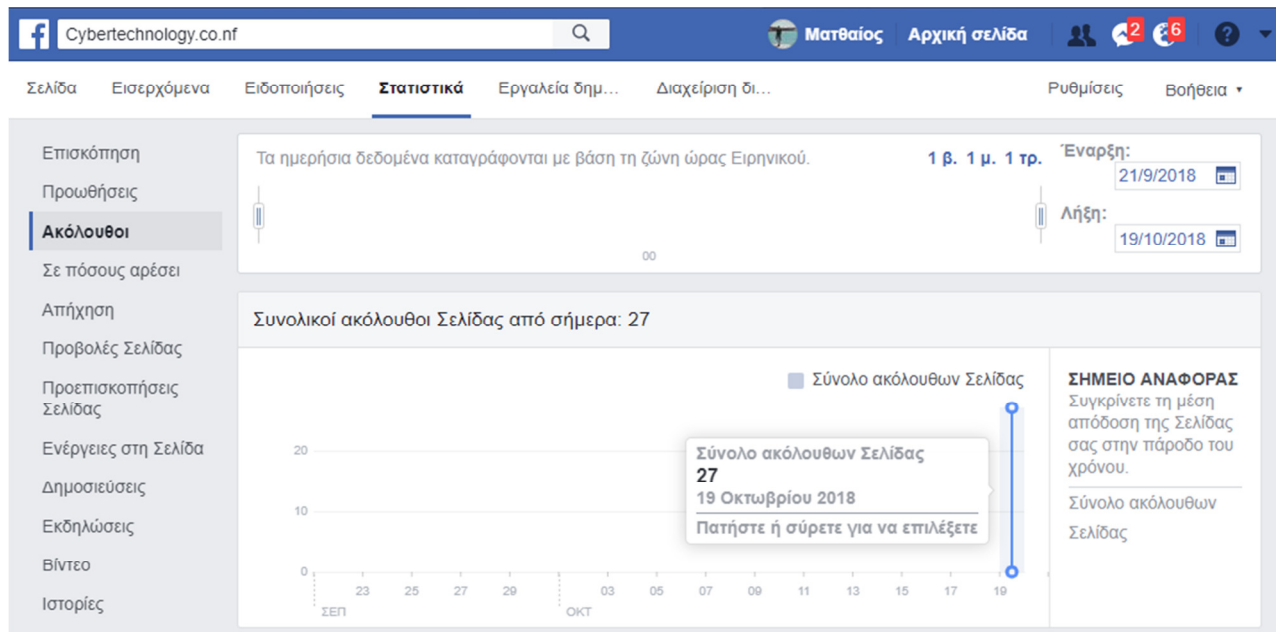 Cybertechnology.co.nf
Ματθαίος Αρχική σελίδα 2 6 ?
Σελίδα Εισερχόμενα Ειδοποιήσεις Στατιστικά Εργαλεία δημ... Διαχείριση δι... Ρυθμίσεις Βοήθεια
Επισκόπηση
Προωθήσεις
Ακόλουθοι
Σε πόσους αρέσει
Απήχηση
Προβολές Σελίδας
Προεπισκοπήσεις
Σελίδας
Ενέργειες στη Σελίδα
Δημοσιεύσεις
Εκδηλώσεις
Βίντεο
Ιστορίες
Τα ημερήσια δεδομένα καταγράφονται με βάση τη ζώνη ώρας Ειρηνικού.
1 β. 1 μ. 1 τρ.
Έναρξη:
21/9/2018
Λήξη:
19/10/2018
00
Συνολικοί ακόλουθοι Σελίδας από σήμερα: 27
Σύνολο ακόλουθων Σελίδας
20
10
0
Σύνολο ακόλουθων Σελίδας
27
19 Οκτωβρίου 2018
Πατήστε ή σύρετε για να επιλέξετε
23 25 27 29 03 05 07 09 11 13 15 17 19
ΣΕΠ ΟΚΤ
ΣΗΜΕΙΟ ΑΝΑΦΟΡΑΣ
Συγκρίνετε τη μέση
απόδοση της Σελίδας
σας στην πάροδο του
χρόνου.
Σύνολο ακόλουθων
Σελίδας